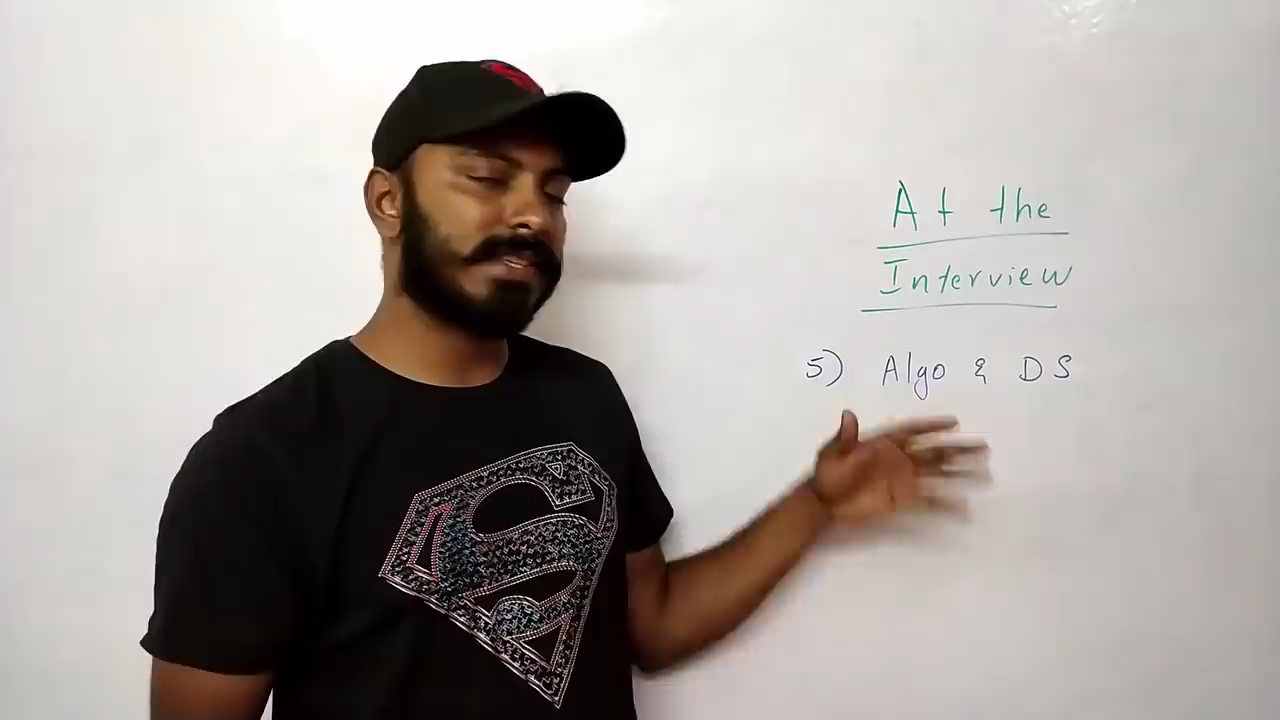 At the
Interview
5) Algo & DS